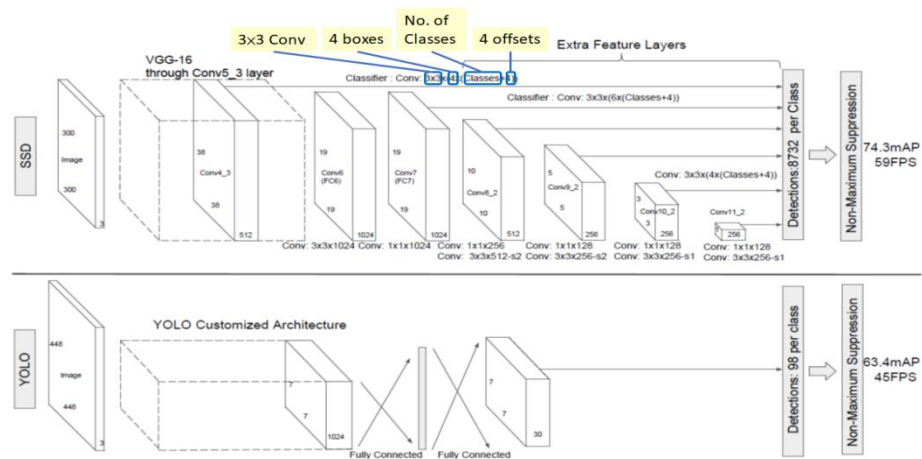 No. of
Classes
3×3 Conv
4 boxes
4 offsets
Extra Feature Layers
VGG-16
through Conv5_3 layer
Classifier : Conv: 3x3x(4x(Classes+4))
Classifier : Conv: 3x3x(6x(Classes+4))
SSD
300
Image
300
3
38
Conv4_3
38
512
19
Conv6
(FC6)
19
1024
19
Conv7
(FC7)
19
1024
10
Conv8_2
10
512
5
Conv9_2
5
256
Conv: 3x3x(4x(Classes+4))
3
Conv10_2
3
256
Conv11_2
256
Detections:8732 per Class
Non-Maximum Suppression
74.3mAP
59FPS
Conv: 3x3x1024
Conv: 1x1x1024
Conv: 1x1x256
Conv: 3x3x512-s2
Conv: 1x1x128
Conv: 3x3x256-s2
Conv: 1x1x128
Conv: 3x3x256-s1
Conv: 1x1x128
Conv: 3x3x256-s1
YOLO
448
Image
448
3
YOLO Customized Architecture
7
7
1024
Fully Connected
7
7
30
Fully Connected
Detections: 98 per class
Non-Maximum Suppression
63.4mAP
45FPS